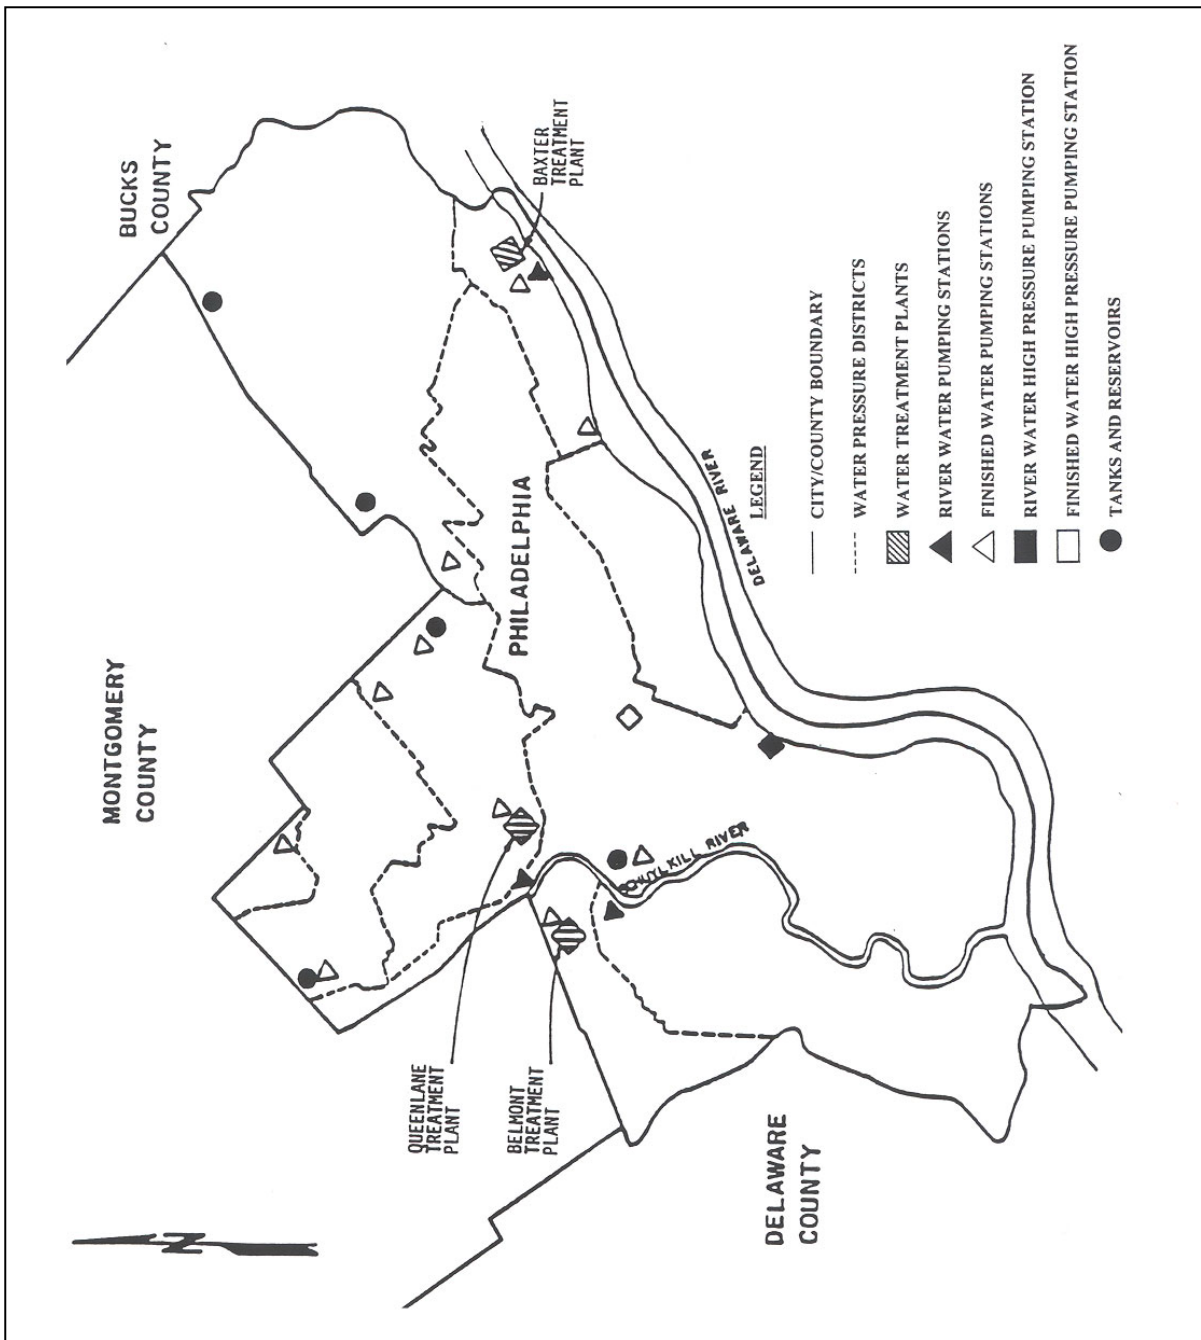 BUCKS
COUNTY
MONTGOMERY
COUNTY
PHILADELPHIA
BAXTER
TREATMENT
PLANT
QUEENLANE
TREATMENT
PLANT
BELMONT
TREATMENT
PLANT
SCHUYLKILL RIVER
DELAWARE RIVER
DELAWARE
COUNTY
N
LEGEND
CITY/COUNTY BOUNDARY
WATER PRESSURE DISTRICTS
WATER TREATMENT PLANTS
RIVER WATER PUMPING STATIONS
FINISHED WATER PUMPING STATIONS
RIVER WATER HIGH PRESSURE PUMPING STATION
FINISHED WATER HIGH PRESSURE PUMPING STATION
TANKS AND RESERVOIRS